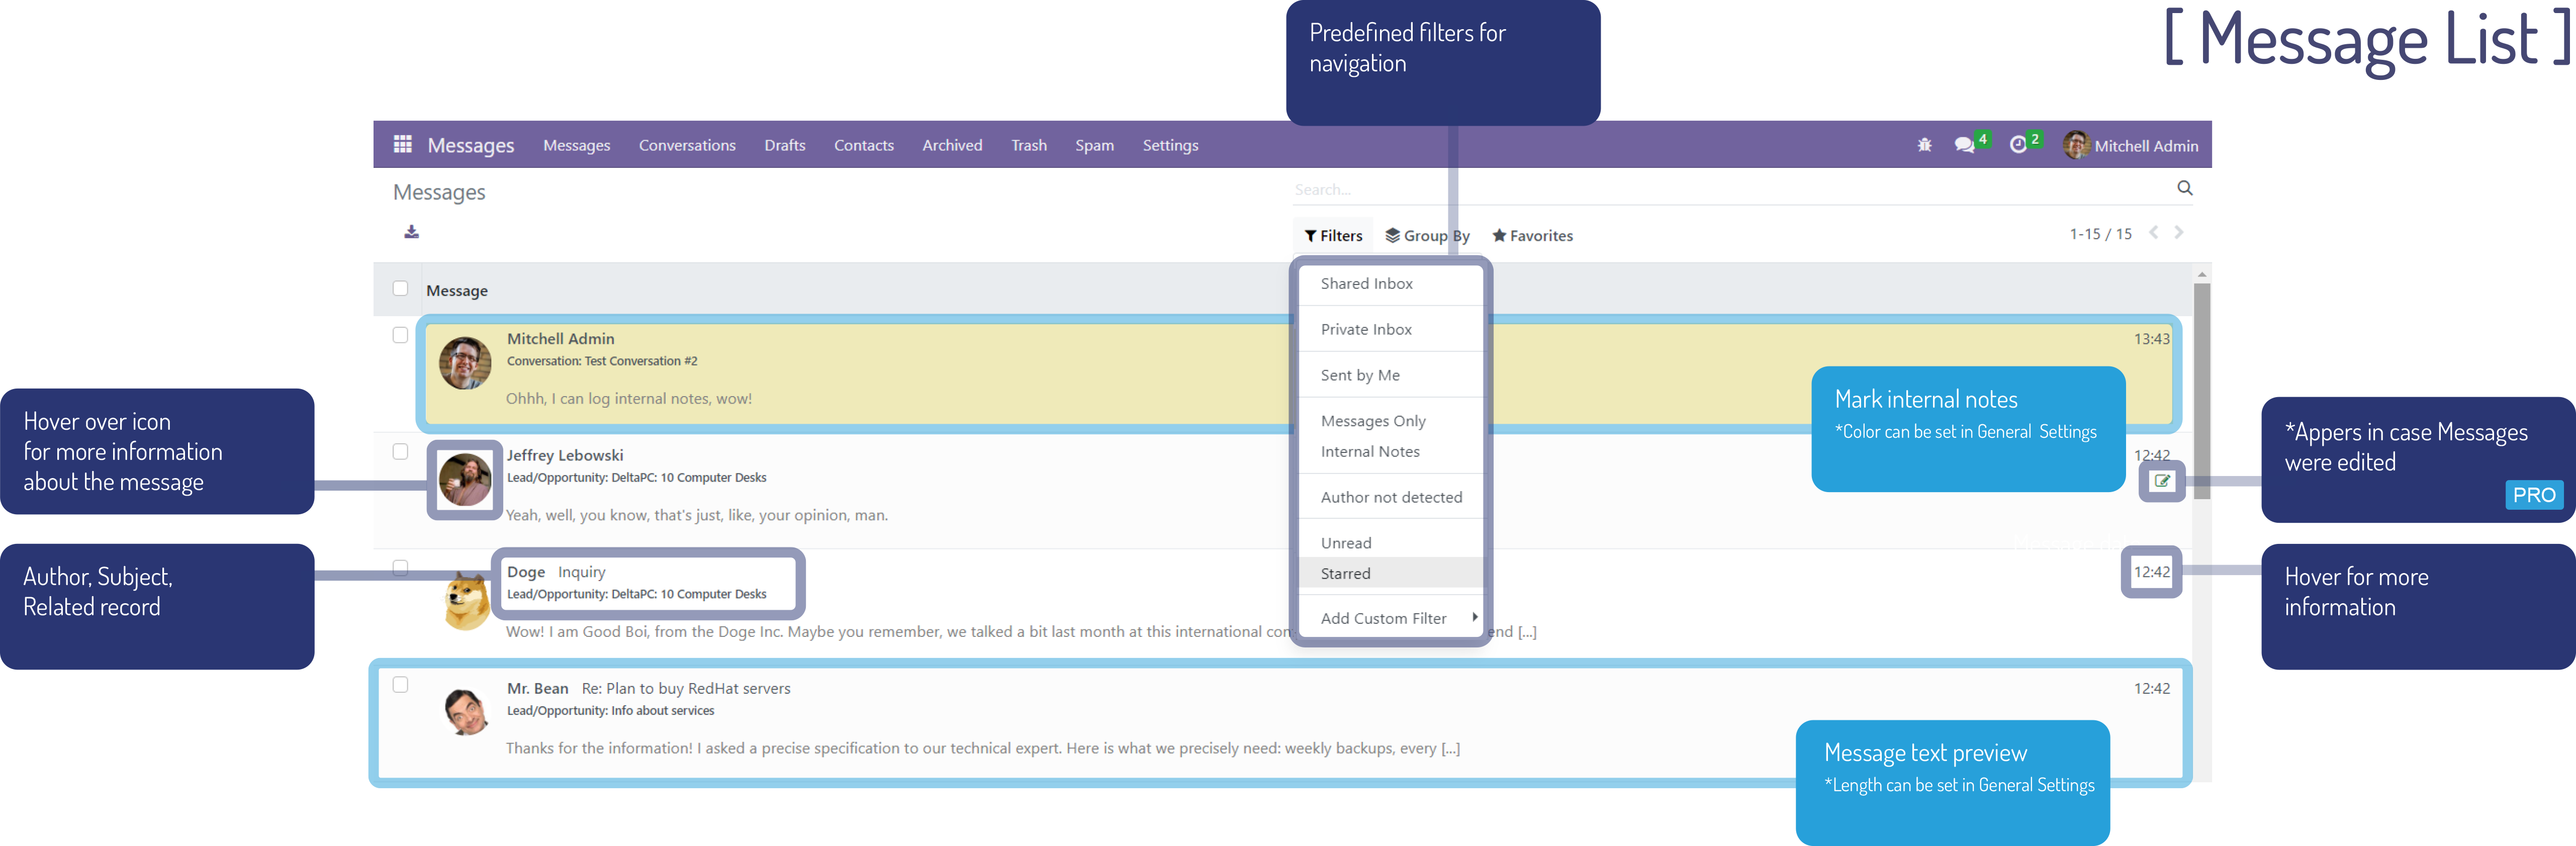 Predefined filters for
navigation
[ Message List ]
Messages Messages Conversations Drafts Contacts Archived Trash Spam Settings 4 2 Mitchell Admin
Messages
Search...
Filters Group By Favorites 1-15 / 15
Message
Shared Inbox
Private Inbox
Sent by Me
Messages Only
Internal Notes
Author not detected
Unread
Starred
Add Custom Filter
Mitchell Admin 13:43
Conversation: Test Conversation #2
Ohhh, I can log internal notes, wow!
Mark internal notes
*Color can be set in General Settings
Hover over icon
for more information
about the message
Jeffrey Lebowski 12:42
Lead/Opportunity: DeltaPC: 10 Computer Desks
Yeah, well, you know, that's just, like, your opinion, man.
*Appers in case Messages
were edited
PRO
Author, Subject,
Related record
Doge Inquiry 12:42
Lead/Opportunity: DeltaPC: 10 Computer Desks
Wow! I am Good Boi, from the Doge Inc. Maybe you remember, we talked a bit last month at this international end [...]
Hover for more
information
Mr. Bean Re: Plan to buy RedHat servers 12:42
Lead/Opportunity: Info about services
Thanks for the information! I asked a precise specification to our technical expert. Here is what we precisely need: weekly backups, every [...]
Message text preview
*Length can be set in General Settings